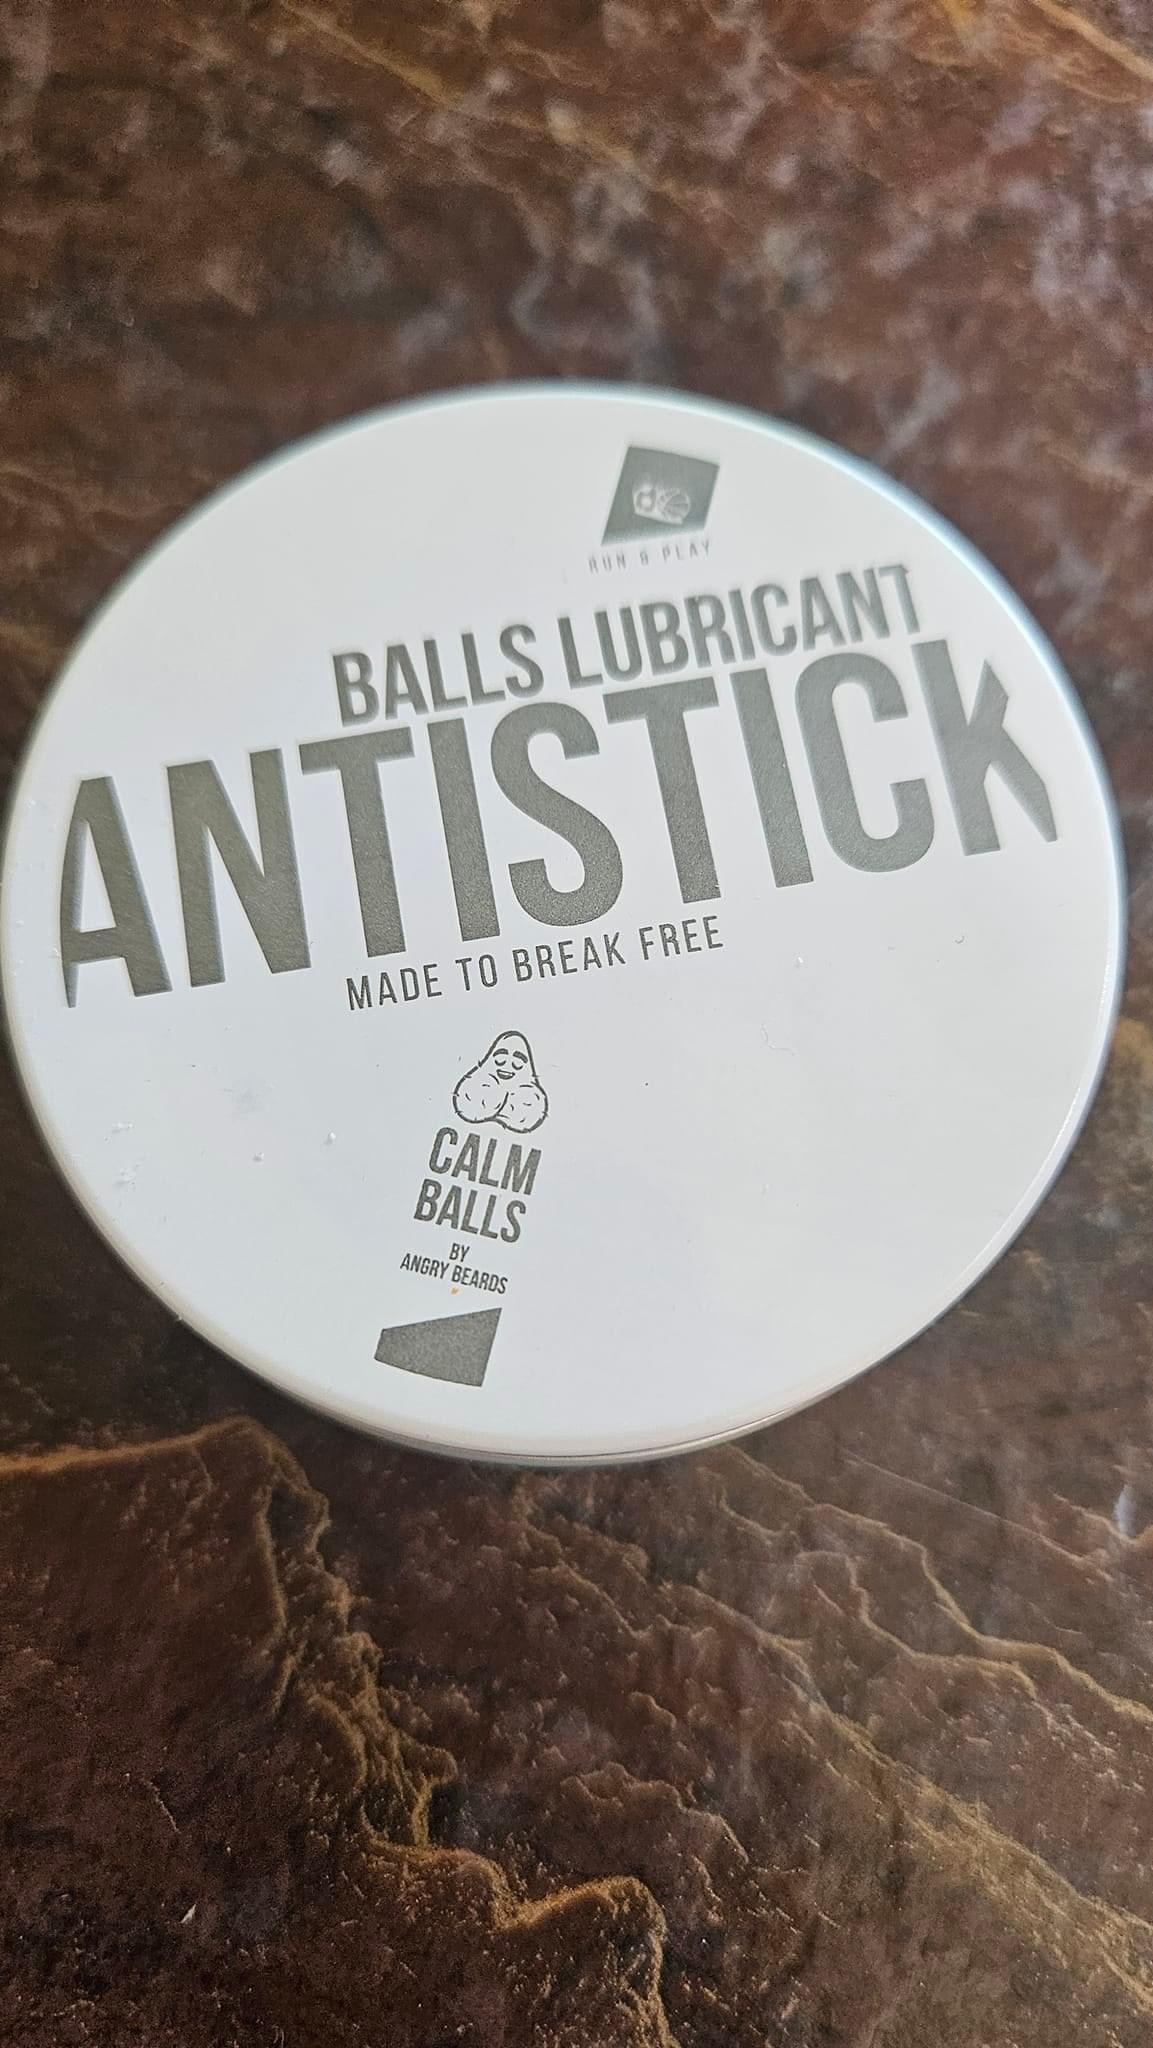 RUN & PLAY
BALLS LUBRICANT
ANTISTICK
MADE TO BREAK FREE
CALM
BALLS
BY
ANGRY BEARDS